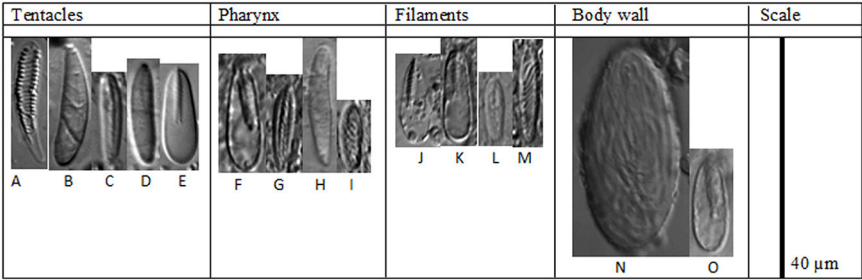 Tentacles Pharynx Filaments Body wall Scale
A B C D E F G H I J K L M N O
40 µm